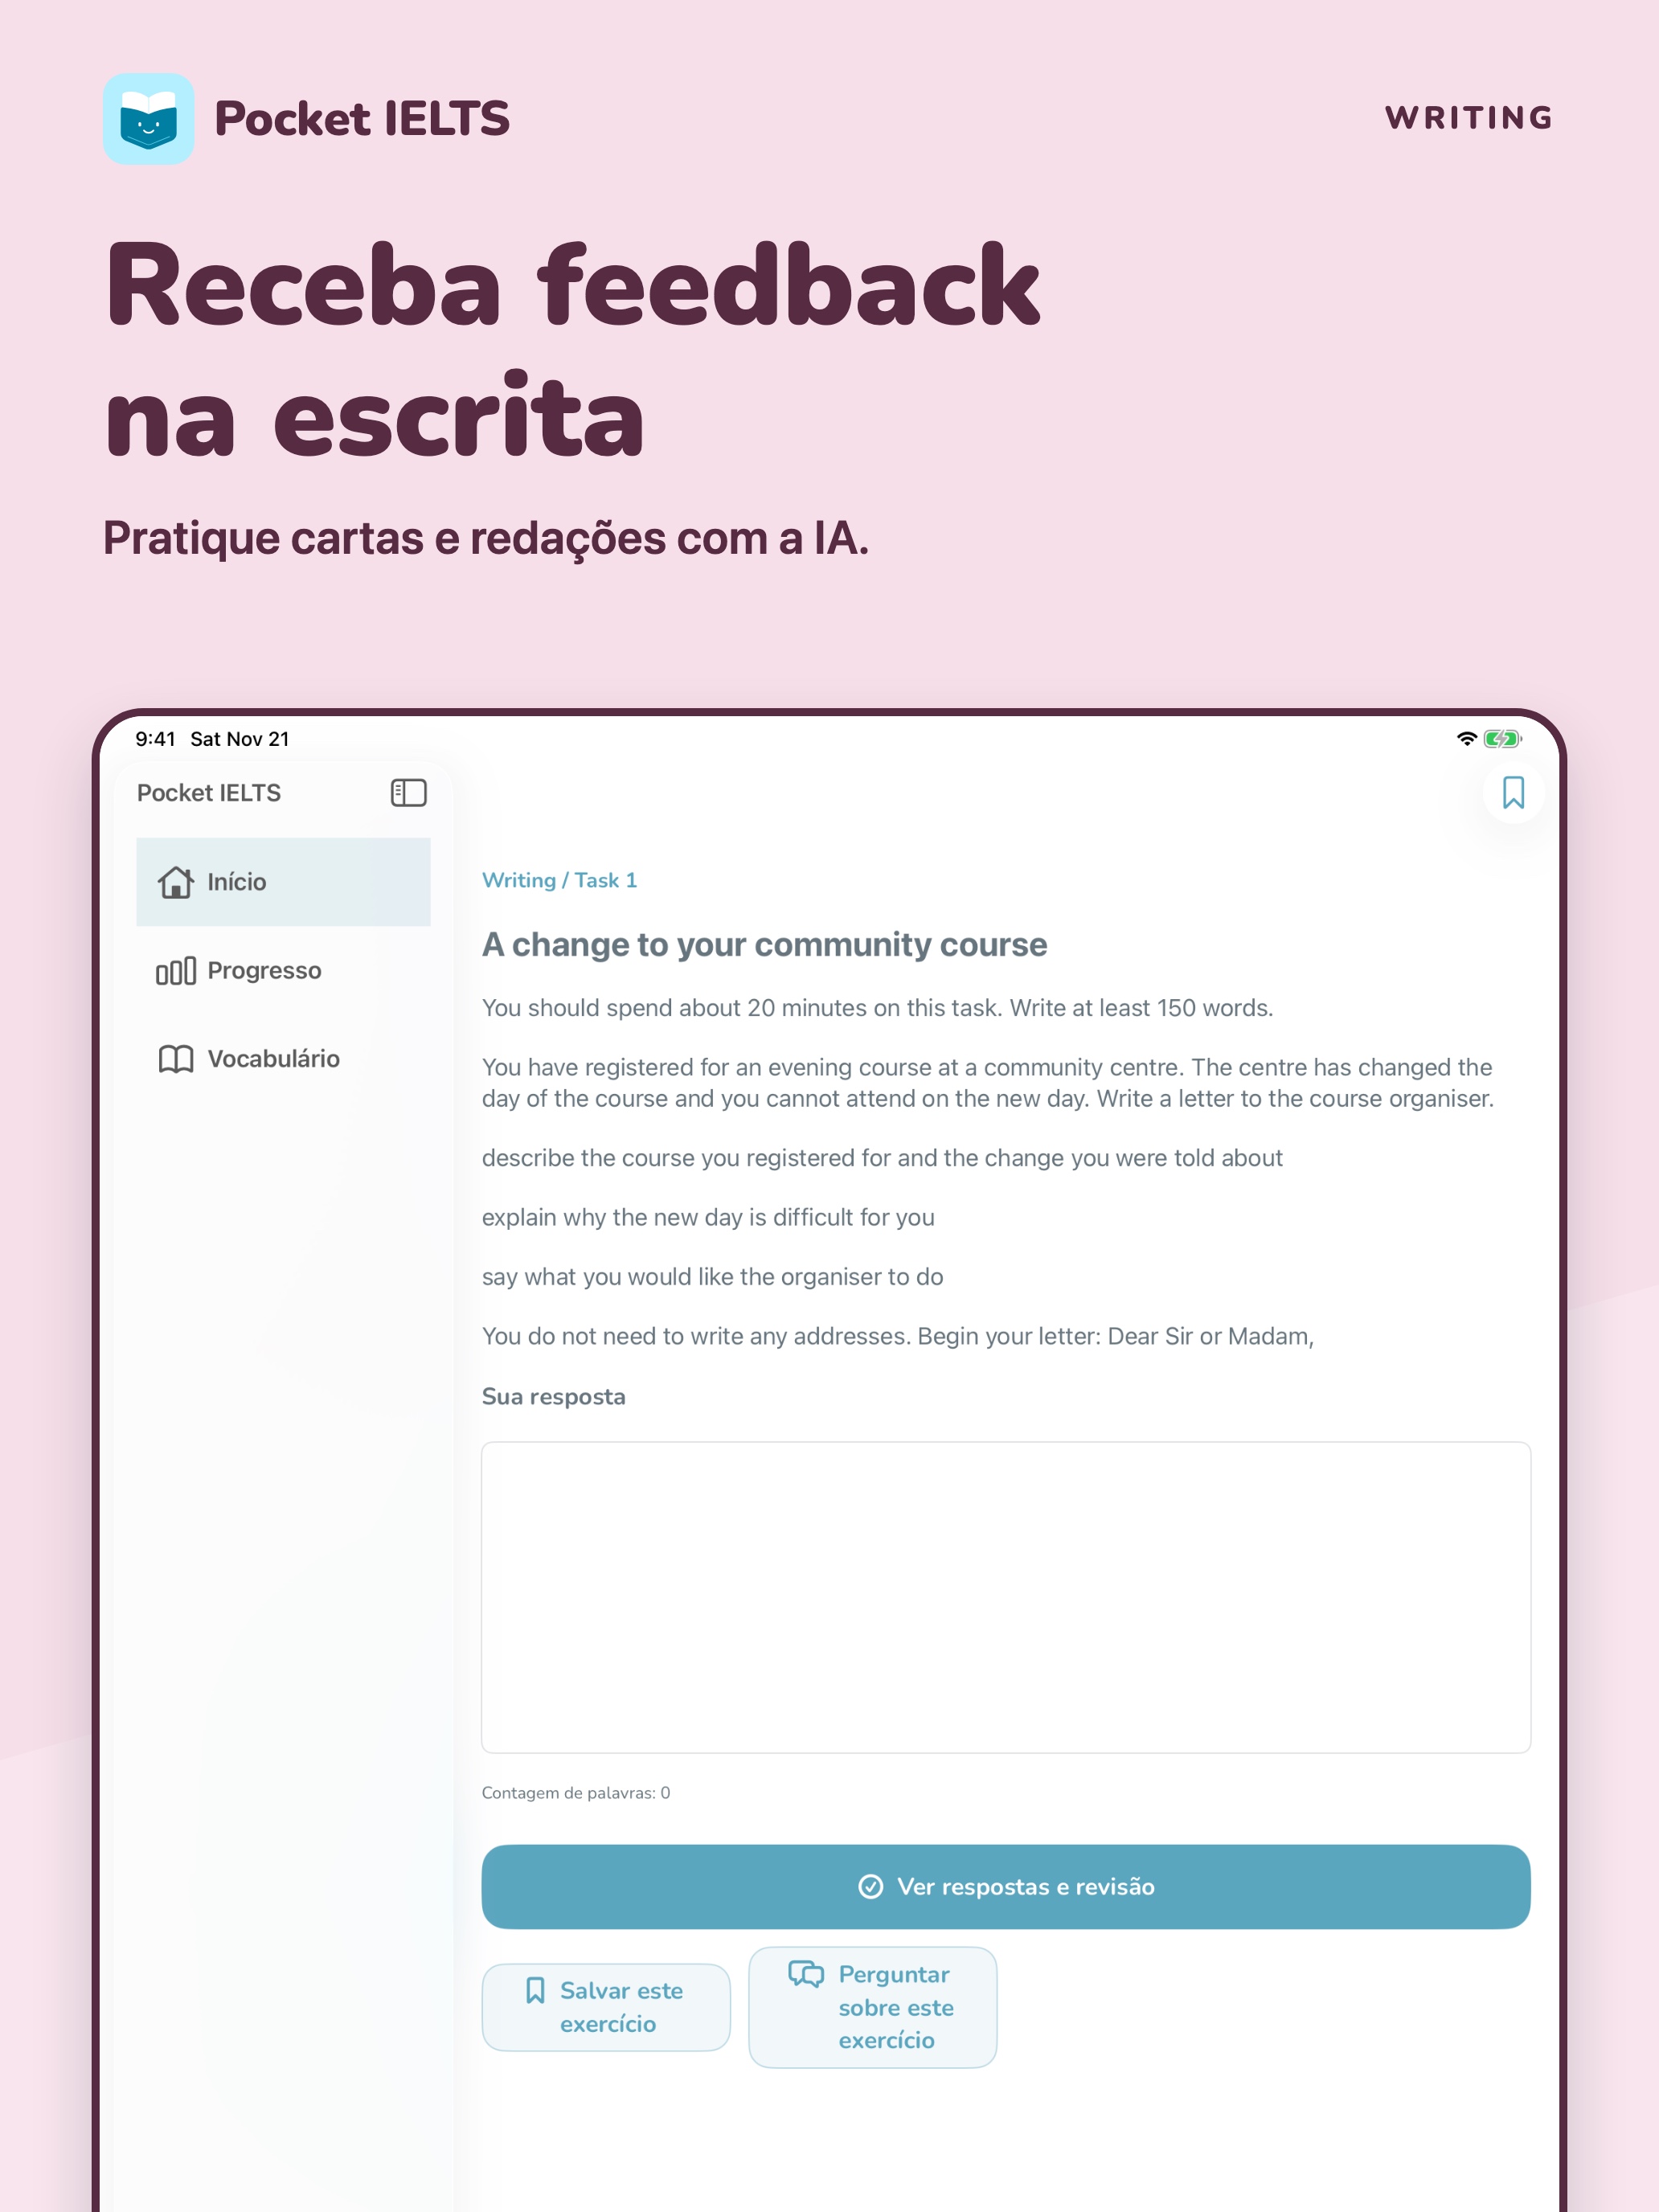 Pocket IELTS
WRITING
Receba feedback
na escrita
Pratique cartas e redações com a IA.
9:41 Sat Nov 21
Pocket IELTS
Início
Progresso
Vocabulário
Writing / Task 1
A change to your community course
You should spend about 20 minutes on this task. Write at least 150 words.
You have registered for an evening course at a community centre. The centre has changed the
day of the course and you cannot attend on the new day. Write a letter to the course organiser.
describe the course you registered for and the change you were told about
explain why the new day is difficult for you
say what you would like the organiser to do
You do not need to write any addresses. Begin your letter: Dear Sir or Madam,
Sua resposta
Contagem de palavras: 0
Ver respostas e revisão
Salvar este
exercício
Perguntar
sobre este
exercício